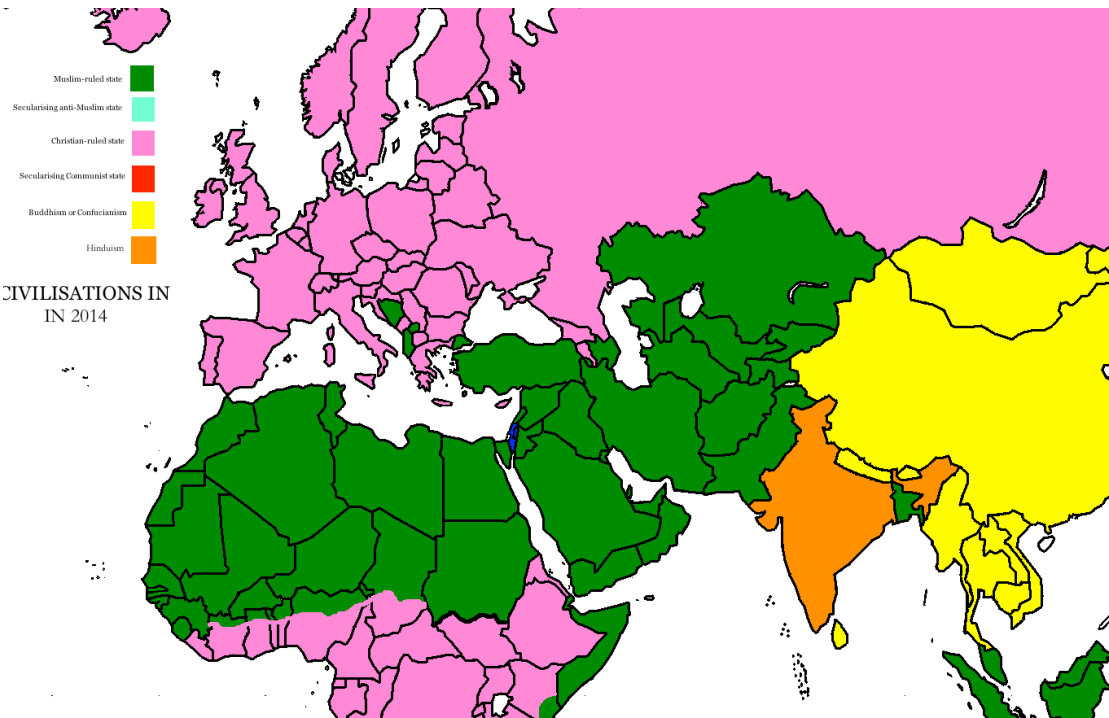 Muslim-ruled state
Secularising anti-Muslim state
Christian-ruled state
Secularising Communist state
Buddhism or Confucianism
Hinduism
CIVILISATIONS IN
IN 2014